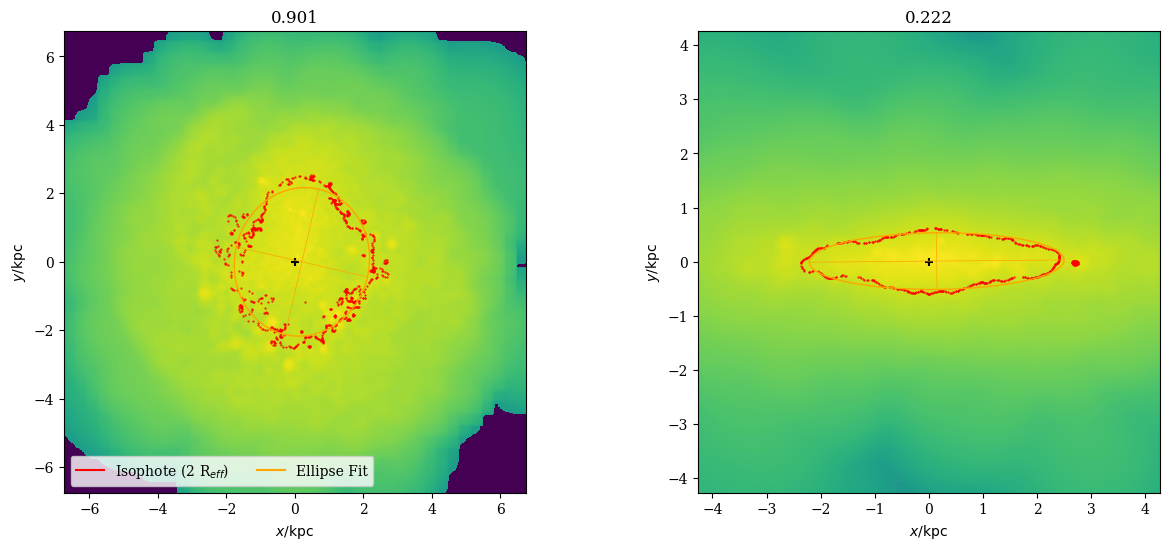 0.901
6
4
2
0
−2
−4
−6
y/kpc
−6 −4 −2 0 2 4 6
x/kpc
Isophote (2 R_{eff})
Ellipse Fit
0.222
4
3
2
1
0
−1
−2
−3
−4
y/kpc
−4 −3 −2 −1 0 1 2 3 4
x/kpc